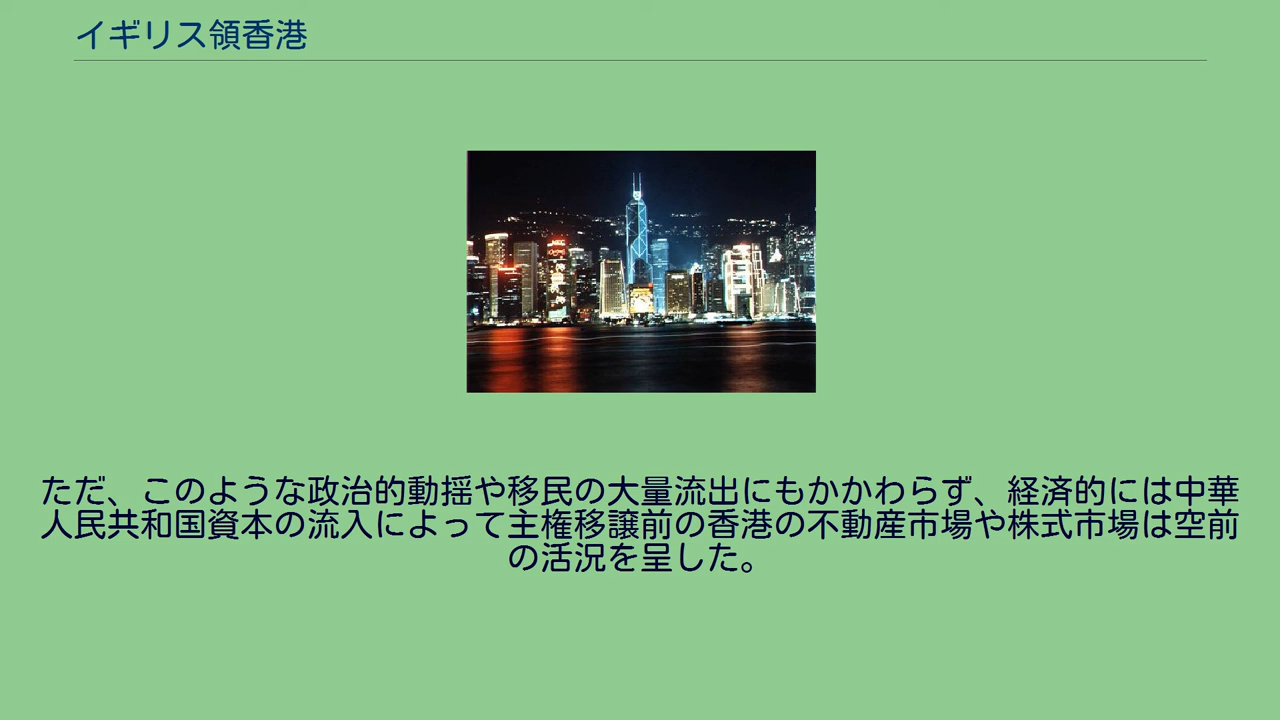 イギリス領香港
NEC
ただ、このような政治的動揺や移民の大量流出にもかかわらず、経済的には中華
人民共和国資本の流入によって主権移譲前の香港の不動産市場や株式市場は空前
の活況を呈した。